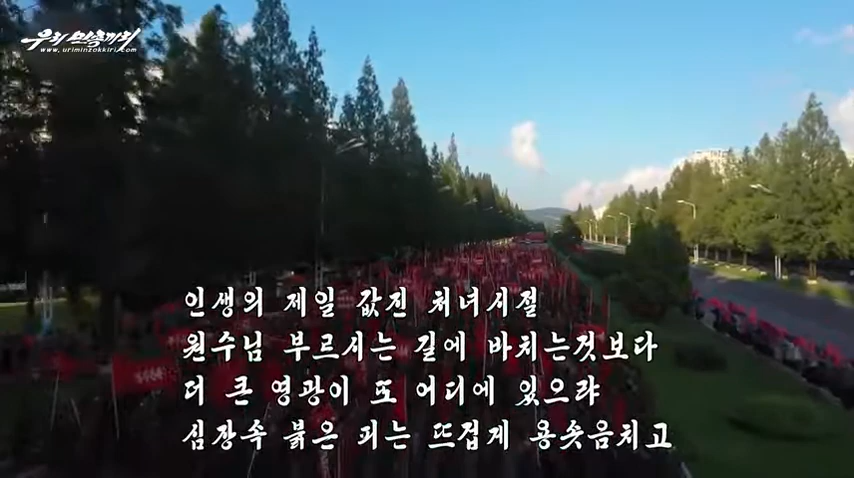 우리 민족끼리
www.uriminzokkiri.com
인생의 제일 값진 처녀시절
원수님 부르시는 길에 바치는것보다
더 큰 영광이 또 어디에 있으랴
심장속 붉은 피는 뜨겁게 용솟음치고